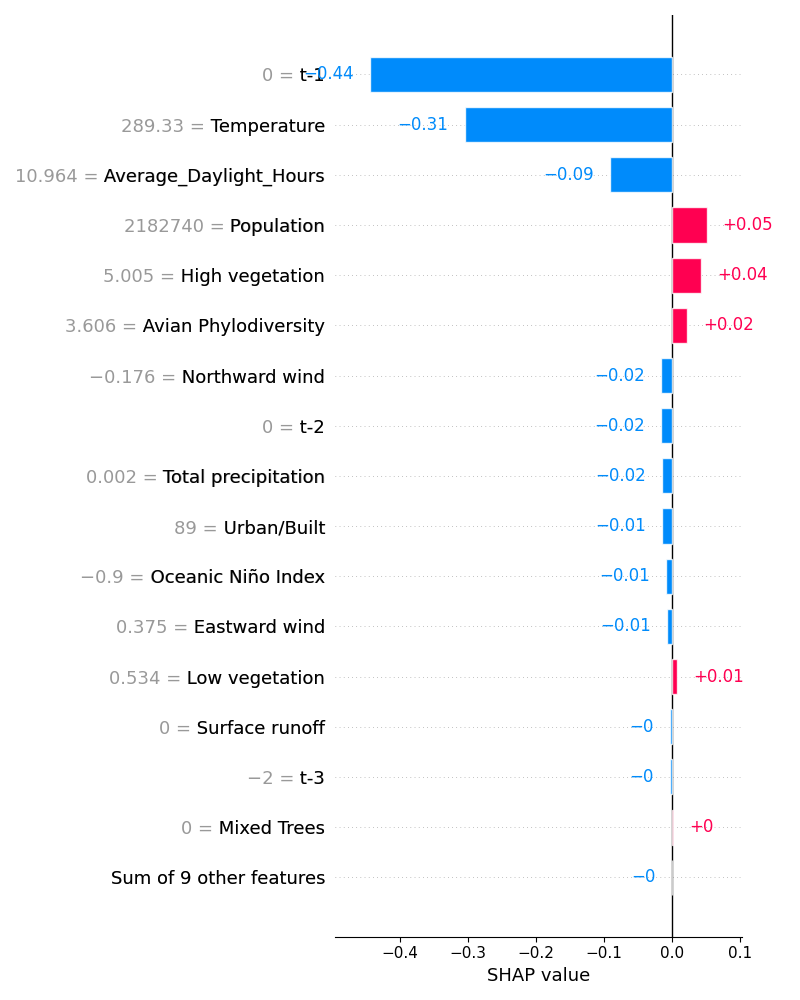 0 = t-1 −0.44
289.33 = Temperature −0.31
10.964 = Average_Daylight_Hours −0.09
2182740 = Population +0.05
5.005 = High vegetation +0.04
3.606 = Avian Phylodiversity +0.02
−0.176 = Northward wind −0.02
0 = t-2 −0.02
0.002 = Total precipitation −0.02
89 = Urban/Built −0.01
−0.9 = Oceanic Niño Index −0.01
0.375 = Eastward wind −0.01
0.534 = Low vegetation +0.01
0 = Surface runoff −0
−2 = t-3 −0
0 = Mixed Trees +0
Sum of 9 other features −0
−0.4 −0.3 −0.2 −0.1 0.0 0.1
SHAP value